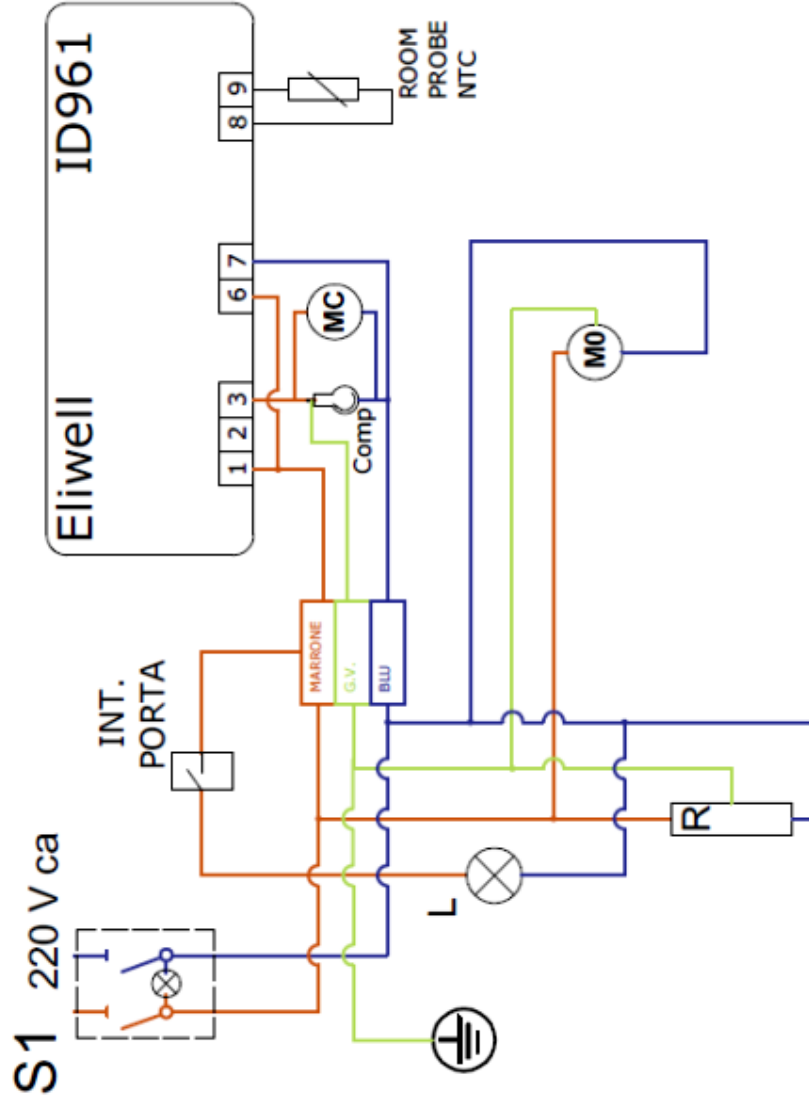 Eliwell ID961
1 2 3 6 7 8 9
ROOM
PROBE
NTC
MC
Comp
M0
INT.
PORTA
MARRONE
G.V.
BLU
S1 220 V ca
L
R